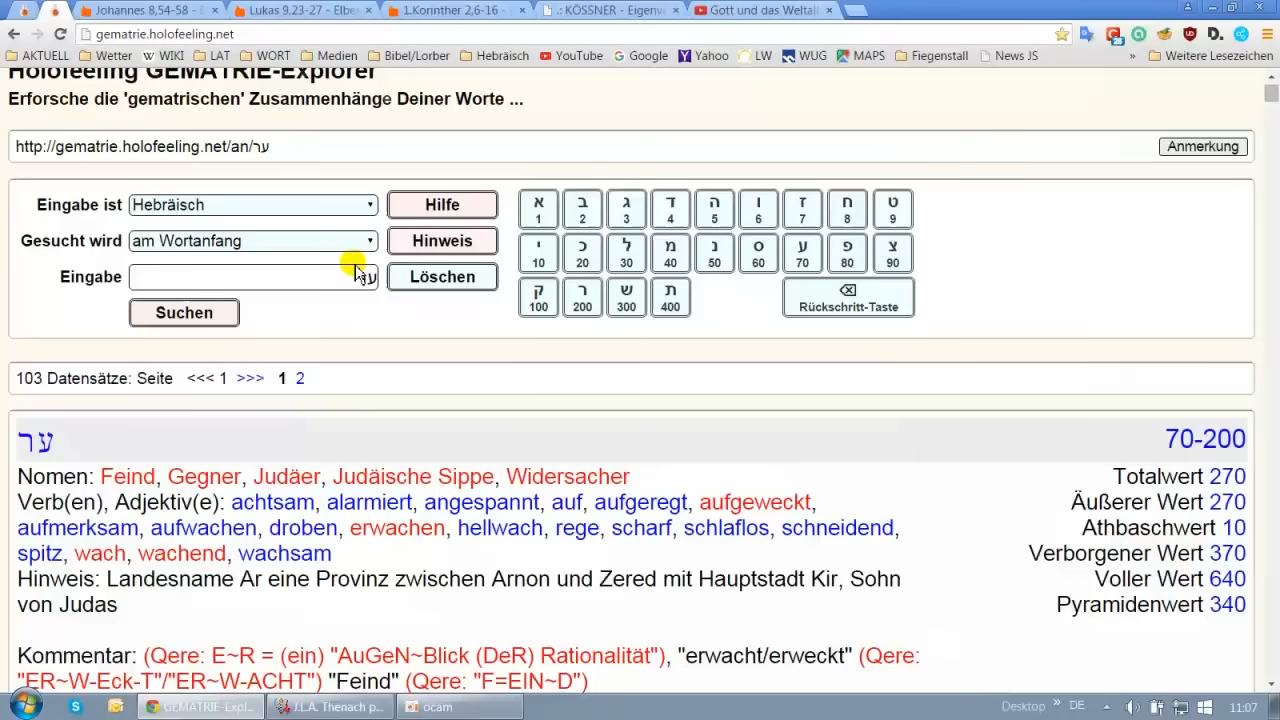 Johannes 8,54-58 - E
Lukas 9,23-27 - Elbe
1.Korinther 2,6-16 -
.: KÖSSNER - Eigenv
Gott und das Weltal
gematrie.holofeeling.net
AKTUELL Wetter WIKI LAT WORT Medien Bibel/Lorber Hebräisch YouTube Google Yahoo LW WUG MAPS Fiegenstall News JS » Weitere Lesezeichen
Holofeeling GEMATRIE-Explorer
Erforsche die 'gematrischen' Zusammenhänge Deiner Worte ...
http://gematrie.holofeeling.net/an/ער Anmerkung
Eingabe ist Hebräisch Hilfe
Gesucht wird am Wortanfang Hinweis
Eingabe ער Löschen
Suchen
א ב ג ד ה ו ז ח ט
1 2 3 4 5 6 7 8 9
י כ ל מ נ ס ע פ צ
10 20 30 40 50 60 70 80 90
ק ר ש ת
100 200 300 400 Rückschritt-Taste
103 Datensätze: Seite <<< 1 >>> 1 2
ער 70-200
Nomen: Feind, Gegner, Judäer, Judäische Sippe, Widersacher
Verb(en), Adjektiv(e): achtsam, alarmiert, angespannt, auf, aufgeregt, aufgeweckt,
aufmerksam, aufwachen, droben, erwachen, hellwach, rege, scharf, schlaflos, schneidend,
spitz, wach, wachend, wachsam
Hinweis: Landesname Ar eine Provinz zwischen Arnon und Zered mit Hauptstadt Kir, Sohn
von Judas
Totalwert 270
Äußerer Wert 270
Athbaschwert 10
Verborgener Wert 370
Voller Wert 640
Pyramidenwert 340
Kommentar: (Qere: E~R = (ein) "AuGeN~Blick (DeR) Rationalität"), "erwacht/erweckt" (Qere:
"ER~W-Eck-T"/"ER~W-ACHT") "Feind" (Qere: "F=EIN~D")
GEMATRIE-Expl...
J.L.A. Thenach p...
ocam
Desktop » DE 11:07